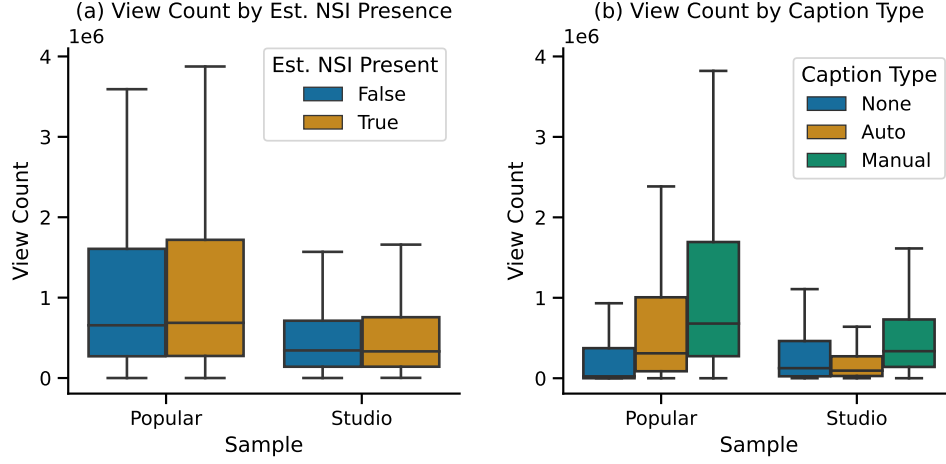 (a) View Count by Est. NSI Presence
1e6
4
3
2
1
0
View Count
Est. NSI Present
False
True
Popular
Studio
Sample
(b) View Count by Caption Type
1e6
4
3
2
1
0
View Count
Caption Type
None
Auto
Manual
Popular
Studio
Sample